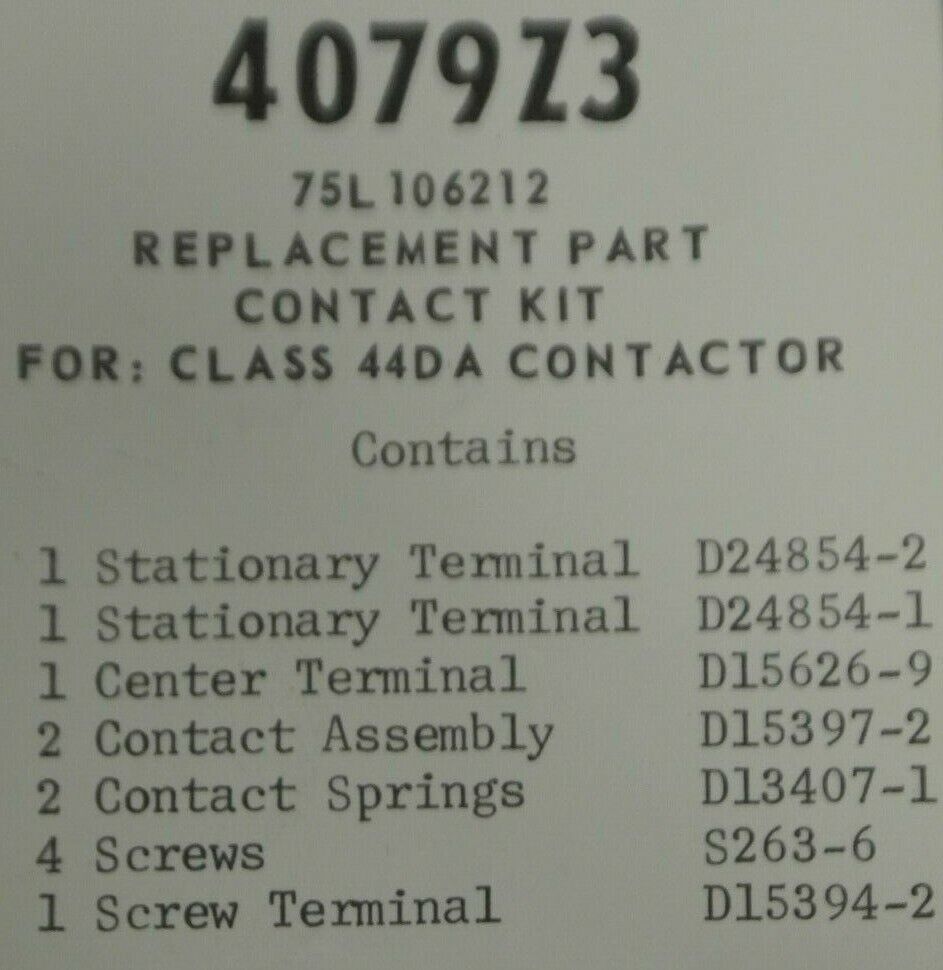 4079Z3
75L106212
REPLACEMENT PART
CONTACT KIT
FOR: CLASS 44DA CONTACTOR
Contains
1 Stationary Terminal D24854-2
1 Stationary Terminal D24854-1
1 Center Terminal D15626-9
2 Contact Assembly D15397-2
2 Contact Springs D13407-1
4 Screws S263-6
1 Screw Terminal D15394-2